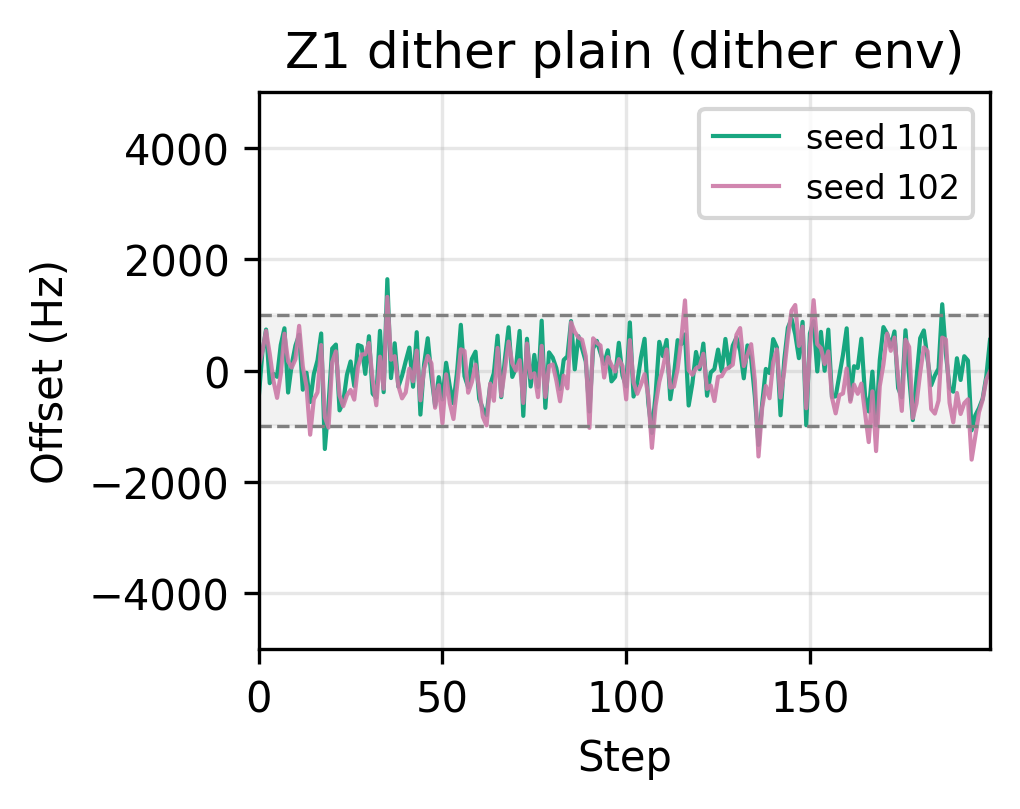 Z1 dither plain (dither env)
seed 101
seed 102
Offset (Hz)
4000
2000
0
−2000
−4000
0 50 100 150
Step